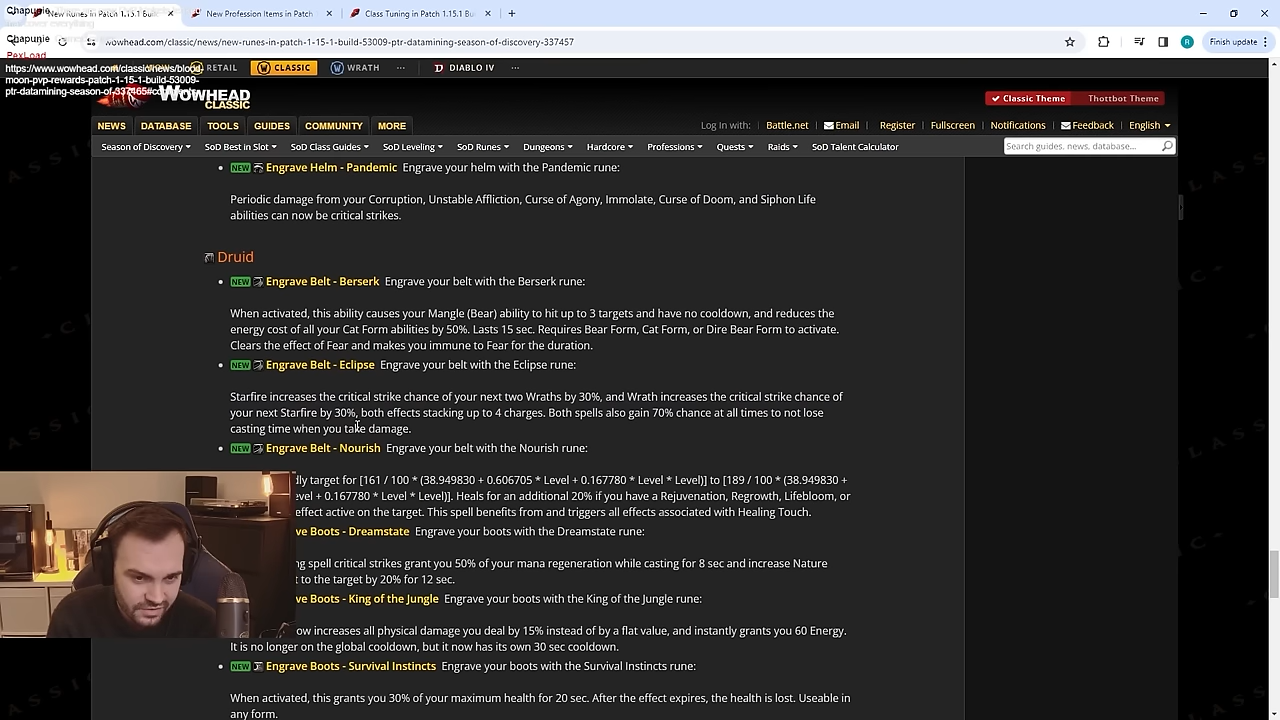 New Runes in Patch 1.15.1 Buil
New Profession Items in Patch
Class Tuning in Patch 1.15.1 B
Chapunie
Chapunie
PexLoad
wowhead.com/classic/news/new-runes-in-patch-1-15-1-build-53009-ptr-datamining-season-of-discovery-337457
Finish update
https://www.wowhead.com/classic/news/blood-
moon-pvp-rewards-patch-1-15-1-build-53009-
ptr-datamining-season-of-337465#comments
RETAIL
CLASSIC
WRATH
DIABLO IV
WOWHEAD
CLASSIC
Classic Theme
Thottbot Theme
NEWS
DATABASE
TOOLS
GUIDES
COMMUNITY
MORE
Log In with:
Battle.net
Email
Register
Fullscreen
Notifications
Feedback
English
Season of Discovery
SoD Best in Slot
SoD Class Guides
SoD Leveling
SoD Runes
Dungeons
Hardcore
Professions
Quests
Raids
SoD Talent Calculator
Search guides, news, database...
NEW Engrave Helm - Pandemic Engrave your helm with the Pandemic rune:
Periodic damage from your Corruption, Unstable Affliction, Curse of Agony, Immolate, Curse of Doom, and Siphon Life
abilities can now be critical strikes.
Druid
NEW Engrave Belt - Berserk Engrave your belt with the Berserk rune:
When activated, this ability causes your Mangle (Bear) ability to hit up to 3 targets and have no cooldown, and reduces the
energy cost of all your Cat Form abilities by 50%. Lasts 15 sec. Requires Bear Form, Cat Form, or Dire Bear Form to activate.
Clears the effect of Fear and makes you immune to Fear for the duration.
NEW Engrave Belt - Eclipse Engrave your belt with the Eclipse rune:
Starfire increases the critical strike chance of your next two Wraths by 30%, and Wrath increases the critical strike chance of
your next Starfire by 30%, both effects stacking up to 4 charges. Both spells also gain 70% chance at all times to not lose
casting time when you take damage.
NEW Engrave Belt - Nourish Engrave your belt with the Nourish rune:
dly target for [161 / 100 * (38.949830 + 0.606705 * Level + 0.167780 * Level * Level)] to [189 / 100 * (38.949830 +
evel + 0.167780 * Level * Level)]. Heals for an additional 20% if you have a Rejuvenation, Regrowth, Lifebloom, or
effect active on the target. This spell benefits from and triggers all effects associated with Healing Touch.
ve Boots - Dreamstate Engrave your boots with the Dreamstate rune:
ng spell critical strikes grant you 50% of your mana regeneration while casting for 8 sec and increase Nature
t to the target by 20% for 12 sec.
ve Boots - King of the Jungle Engrave your boots with the King of the Jungle rune:
ow increases all physical damage you deal by 15% instead of by a flat value, and instantly grants you 60 Energy.
It is no longer on the global cooldown, but it now has its own 30 sec cooldown.
NEW Engrave Boots - Survival Instincts Engrave your boots with the Survival Instincts rune:
When activated, this grants you 30% of your maximum health for 20 sec. After the effect expires, the health is lost. Useable in
any form.